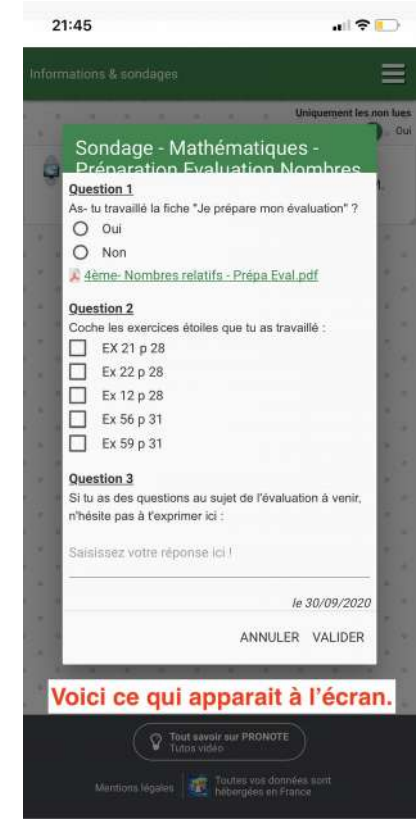 21:45
Informations & sondages
Uniquement les non lues
Oui
Sondage - Mathématiques -
Préparation Evaluation Nombres
Question 1
As- tu travaillé la fiche "Je prépare mon évaluation" ?
Oui
Non
4ème- Nombres relatifs - Prépa Eval.pdf
Question 2
Coche les exercices étoiles que tu as travaillé :
EX 21 p 28
Ex 22 p 28
Ex 12 p 28
Ex 56 p 31
Ex 59 p 31
Question 3
Si tu as des questions au sujet de l'évaluation à venir,
n'hésite pas à t'exprimer ici :
Saisissez votre réponse ici !
le 30/09/2020
ANNULER VALIDER
Voici ce qui apparait à l'écran.
Tout savoir sur PRONOTE
Tutos vidéo
Mentions légales
Toutes vos données sont
hébergées en France